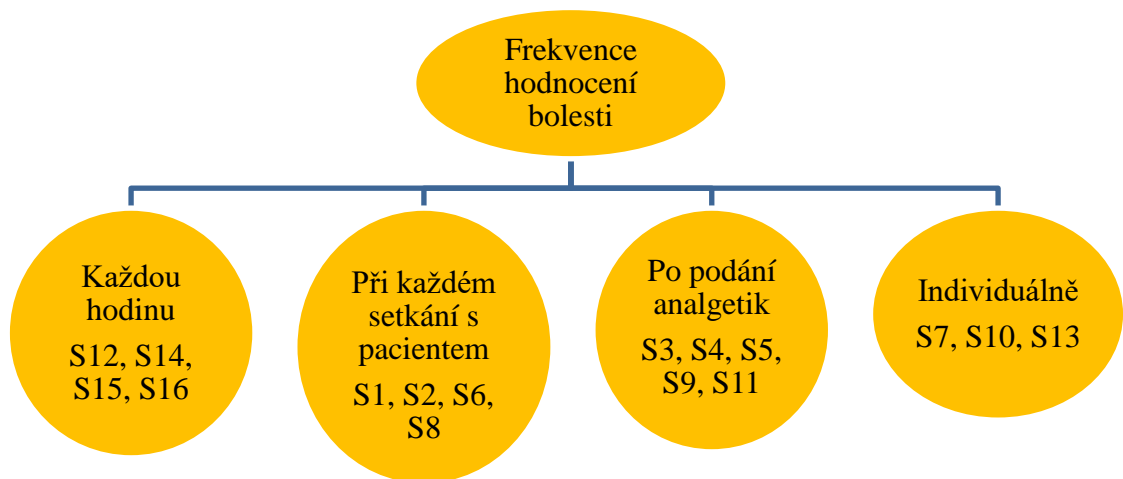 Frekvence
hodnocení
bolesti
Každou
hodinu
S12, S14,
S15, S16
Při každém
setkání s
pacientem
S1, S2, S6,
S8
Po podání
analgetik
S3, S4, S5,
S9, S11
Individuálně
S7, S10, S13